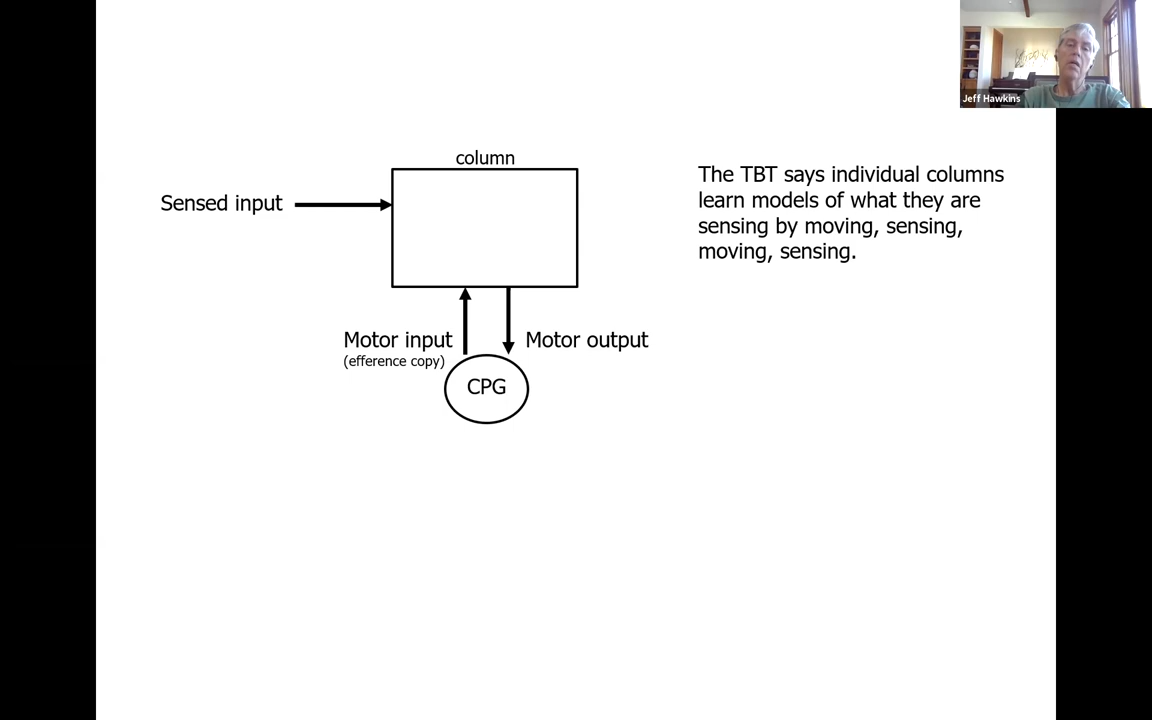 Jeff Hawkins
column
Sensed input
The TBT says individual columns
learn models of what they are
sensing by moving, sensing,
moving, sensing.
Motor input
(efference copy)
Motor output
CPG